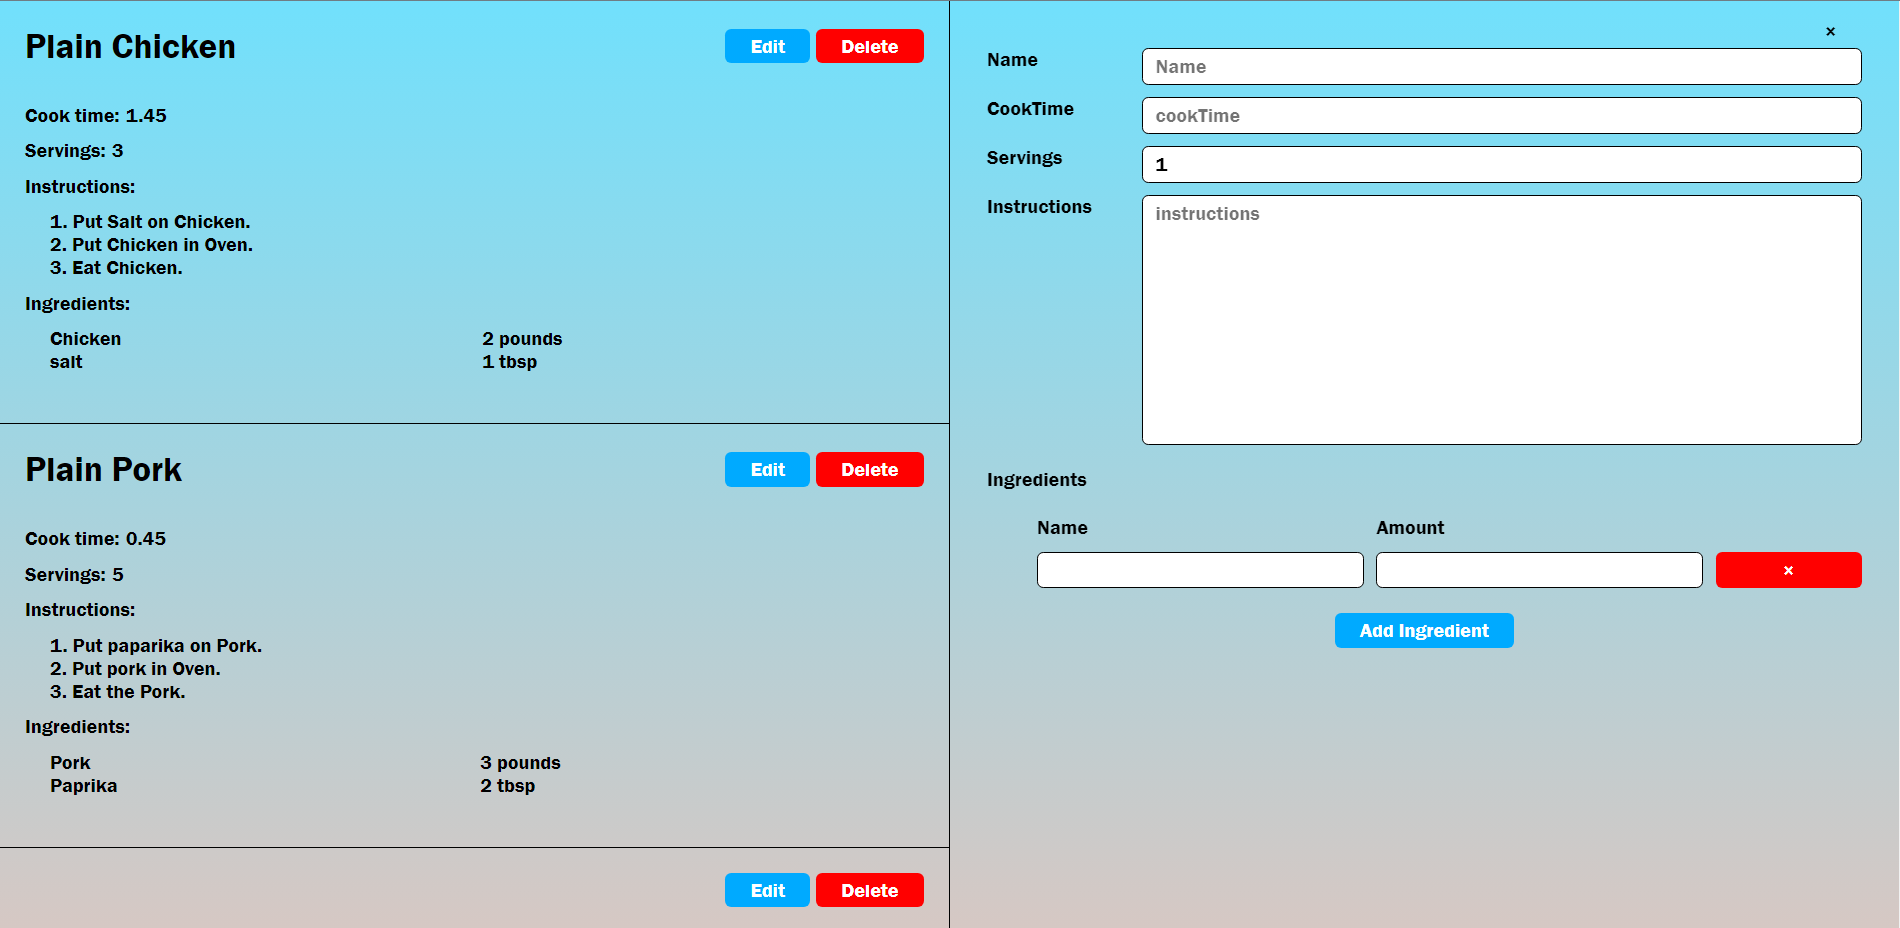 Plain Chicken
Edit Delete
Cook time: 1.45
Servings: 3
Instructions:
1. Put Salt on Chicken.
2. Put Chicken in Oven.
3. Eat Chicken.
Ingredients:
Chicken 2 pounds
salt 1 tbsp
Plain Pork
Edit Delete
Cook time: 0.45
Servings: 5
Instructions:
1. Put paparika on Pork.
2. Put pork in Oven.
3. Eat the Pork.
Ingredients:
Pork 3 pounds
Paprika 2 tbsp
Edit Delete
×
Name Name
CookTime cookTime
Servings 1
Instructions instructions
Ingredients
Name Amount
×
Add Ingredient